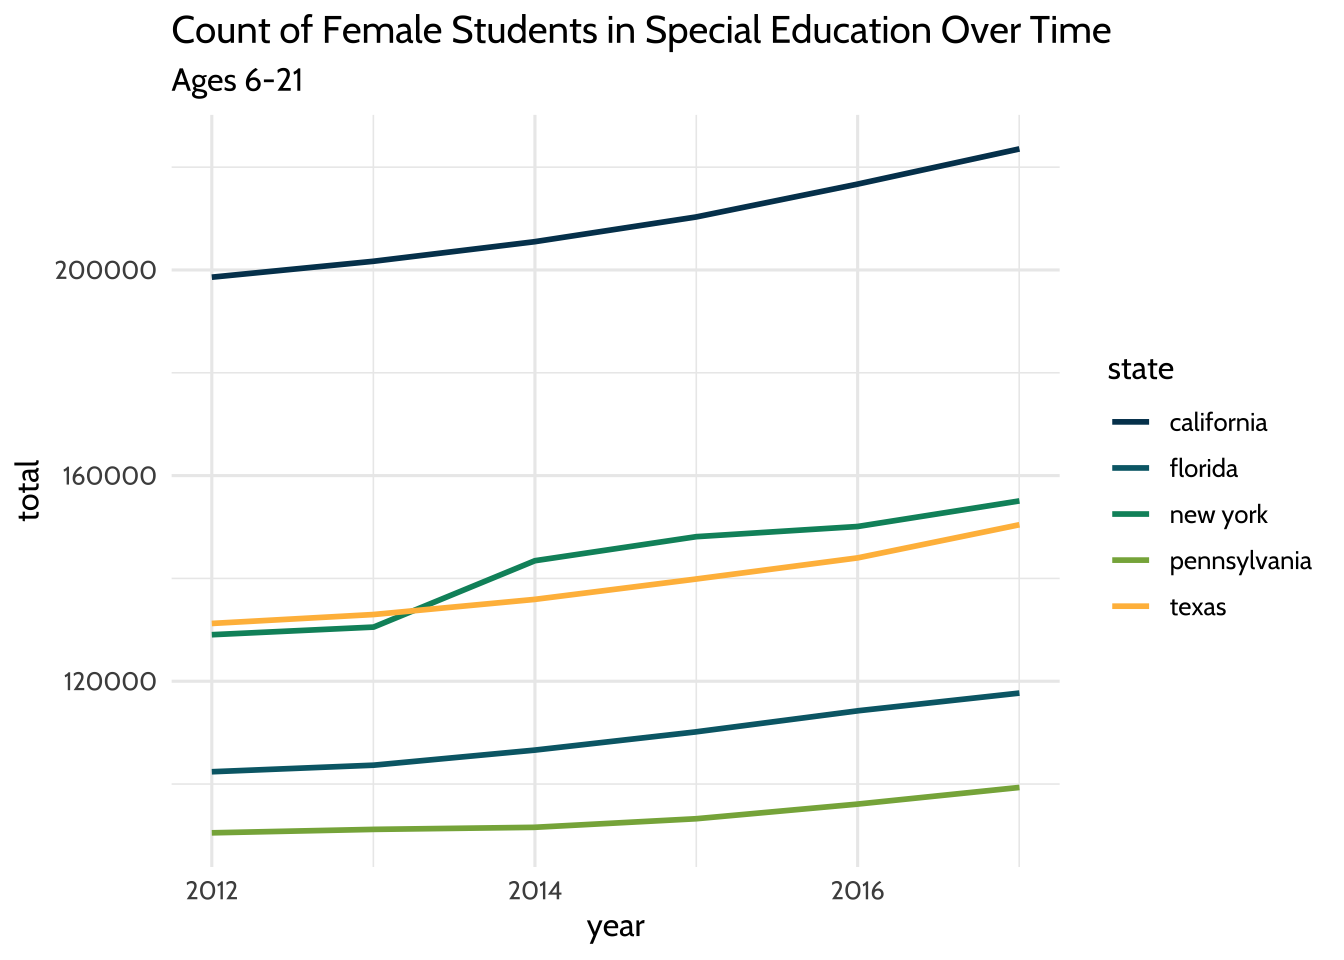 Count of Female Students in Special Education Over Time
Ages 6-21
total
200000
160000
120000
2012 2014 2016
year
state
california
florida
new york
pennsylvania
texas